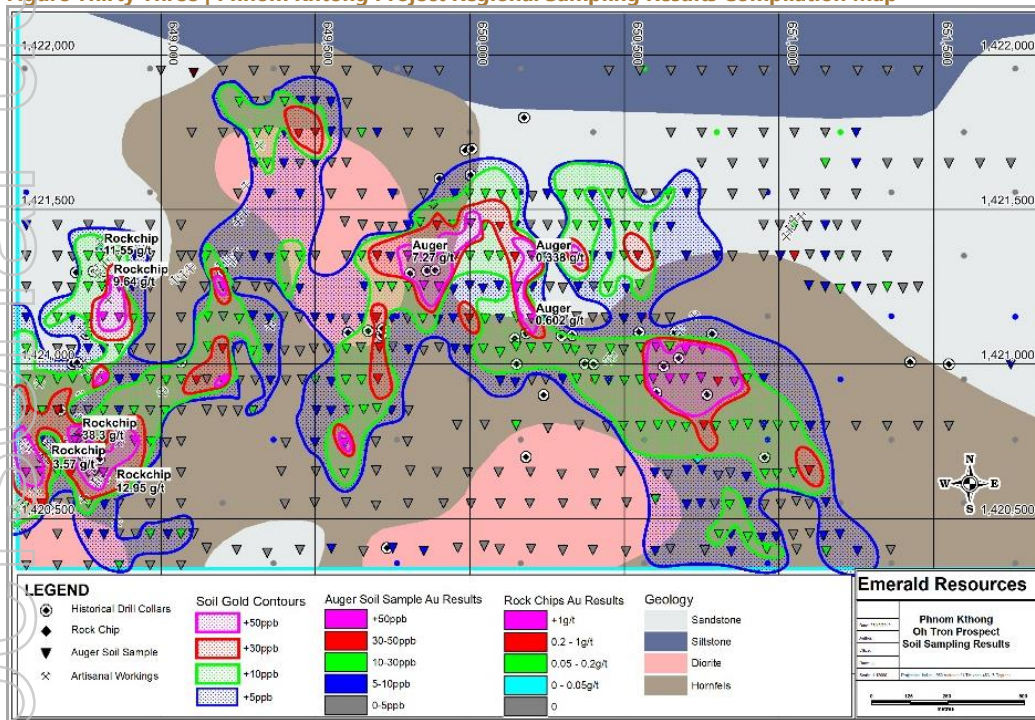 Figure Thirty Three | Phnom Kthong Project Regional Sampling Results Compilation Map
1,422,000
649,000
649,500
650,000
650,500
651,000
651,500
1,422,000
1,421,500
1,421,500
Rockchip
11.55 g/t
Rockchip
9.64 g/t
Auger
7.27 g/t
Auger
0.338 g/t
Auger
0.602 g/t
1,421,000
1,421,000
Rockchip
38.3 g/t
Rockchip
3.57 g/t
Rockchip
12.95 g/t
N
W E
S
1,420,500
1,420,500
LEGEND
Historical Drill Collars
Rock Chip
Auger Soil Sample
Artisanal Workings
Soil Gold Contours
+50ppb
+30ppb
+10ppb
+5ppb
Auger Soil Sample Au Results
+50ppb
30-50ppb
10-30ppb
5-10ppb
0-5ppb
Rock Chips Au Results
+1g/t
0.2 - 1g/t
0.05 - 0.2g/t
0 - 0.05g/t
0
Geology
Sandstone
Siltstone
Diorite
Hornfels
Emerald Resources
Phnom Kthong
Oh Tron Prospect
Soil Sampling Results
metres